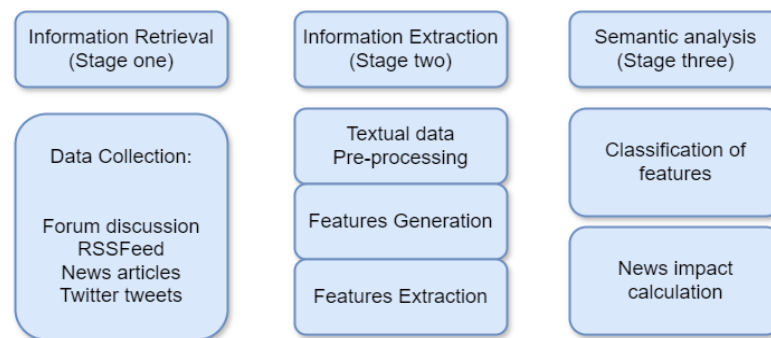 Information Retrieval
(Stage one)
Information Extraction
(Stage two)
Semantic analysis
(Stage three)
Data Collection:
Forum discussion
RSSFeed
News articles
Twitter tweets
Textual data
Pre-processing
Features Generation
Features Extraction
Classification of
features
News impact
calculation